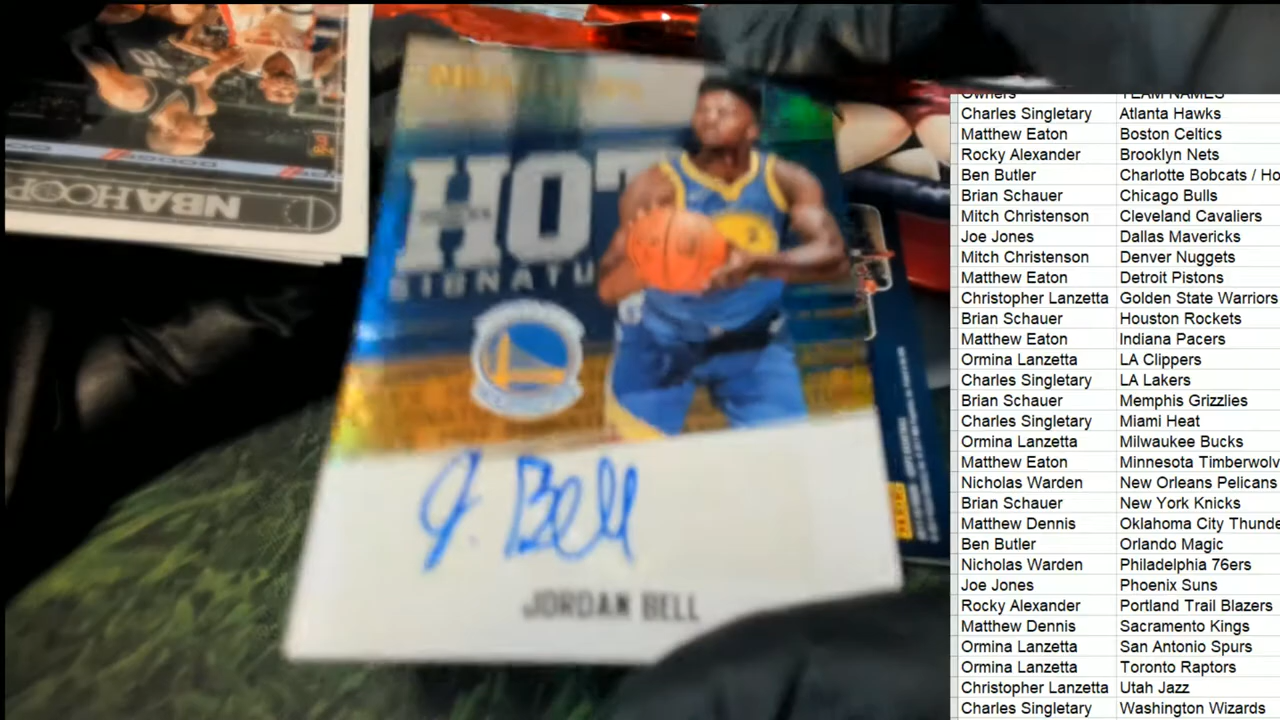 NBA HOOPS
HOT
SIGNATU
J. Bell
JORDAN BELL
PANINI
Owners TEAM NAMES
Charles Singletary Atlanta Hawks
Matthew Eaton Boston Celtics
Rocky Alexander Brooklyn Nets
Ben Butler Charlotte Bobcats / Ho
Brian Schauer Chicago Bulls
Mitch Christenson Cleveland Cavaliers
Joe Jones Dallas Mavericks
Mitch Christenson Denver Nuggets
Matthew Eaton Detroit Pistons
Christopher Lanzetta Golden State Warriors
Brian Schauer Houston Rockets
Matthew Eaton Indiana Pacers
Ormina Lanzetta LA Clippers
Charles Singletary LA Lakers
Brian Schauer Memphis Grizzlies
Charles Singletary Miami Heat
Ormina Lanzetta Milwaukee Bucks
Matthew Eaton Minnesota Timberwolv
Nicholas Warden New Orleans Pelicans
Brian Schauer New York Knicks
Matthew Dennis Oklahoma City Thunde
Ben Butler Orlando Magic
Nicholas Warden Philadelphia 76ers
Joe Jones Phoenix Suns
Rocky Alexander Portland Trail Blazers
Matthew Dennis Sacramento Kings
Ormina Lanzetta San Antonio Spurs
Ormina Lanzetta Toronto Raptors
Christopher Lanzetta Utah Jazz
Charles Singletary Washington Wizards